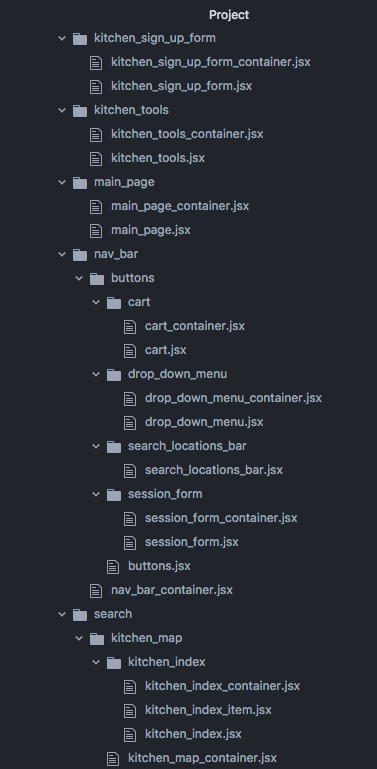 Project
kitchen_sign_up_form
kitchen_sign_up_form_container.jsx
kitchen_sign_up_form.jsx
kitchen_tools
kitchen_tools_container.jsx
kitchen_tools.jsx
main_page
main_page_container.jsx
main_page.jsx
nav_bar
buttons
cart
cart_container.jsx
cart.jsx
drop_down_menu
drop_down_menu_container.jsx
drop_down_menu.jsx
search_locations_bar
search_locations_bar.jsx
session_form
session_form_container.jsx
session_form.jsx
buttons.jsx
nav_bar_container.jsx
search
kitchen_map
kitchen_index
kitchen_index_container.jsx
kitchen_index_item.jsx
kitchen_index.jsx
kitchen_map_container.jsx